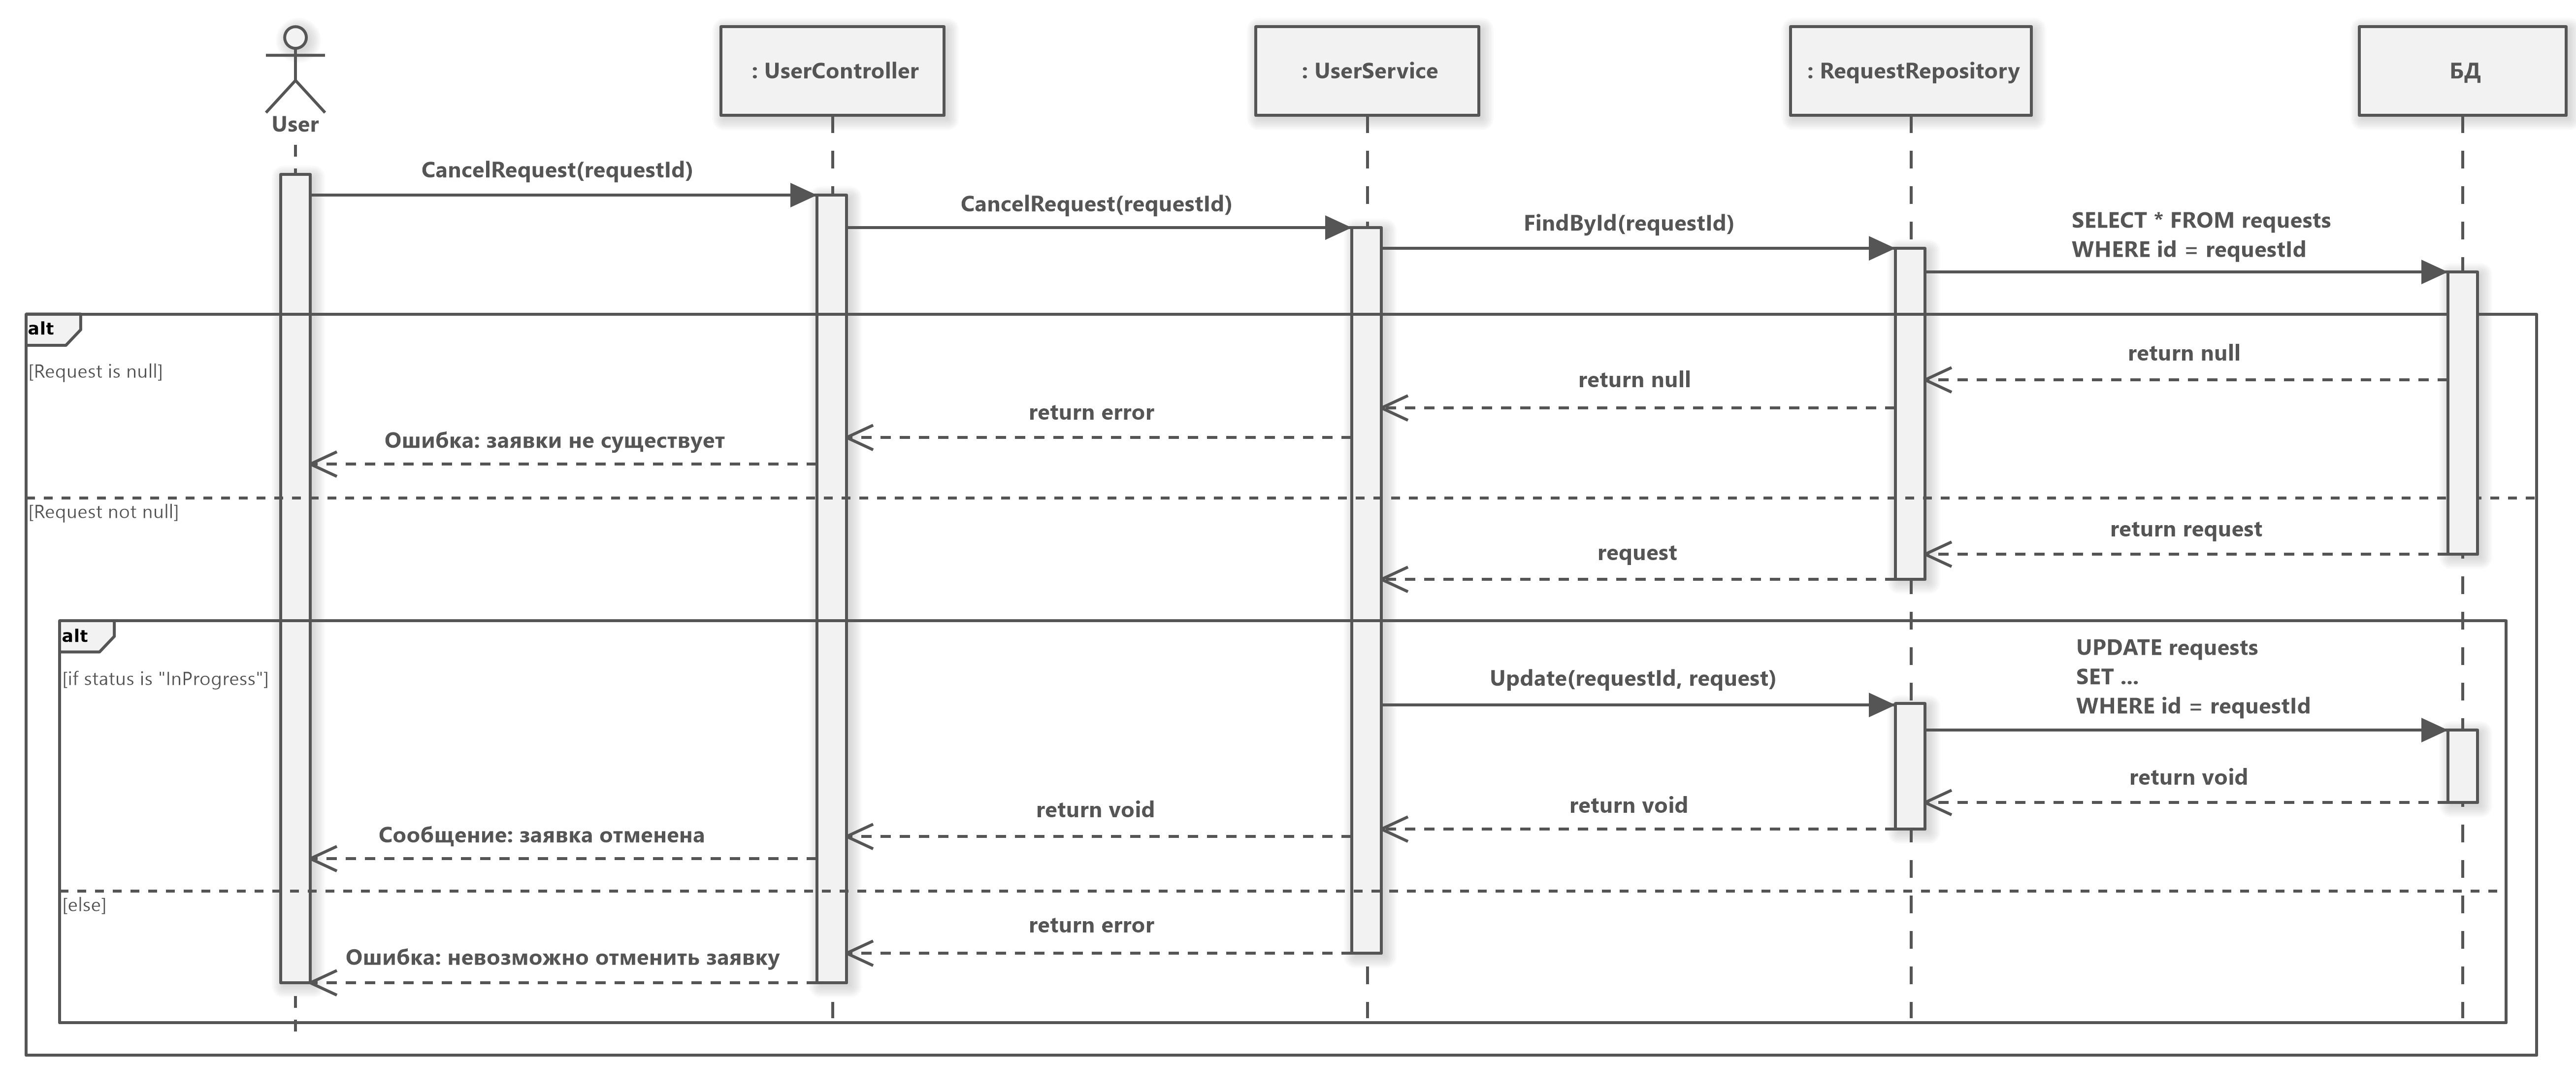 User
: UserController
: UserService
: RequestRepository
БД
CancelRequest(requestId)
CancelRequest(requestId)
FindById(requestId)
SELECT * FROM requests
WHERE id = requestId
alt
[Request is null]
return null
return null
return error
Ошибка: заявки не существует
[Request not null]
return request
request
alt
[if status is "InProgress"]
Update(requestId, request)
UPDATE requests
SET ...
WHERE id = requestId
return void
return void
return void
Сообщение: заявка отменена
[else]
return error
Ошибка: невозможно отменить заявку